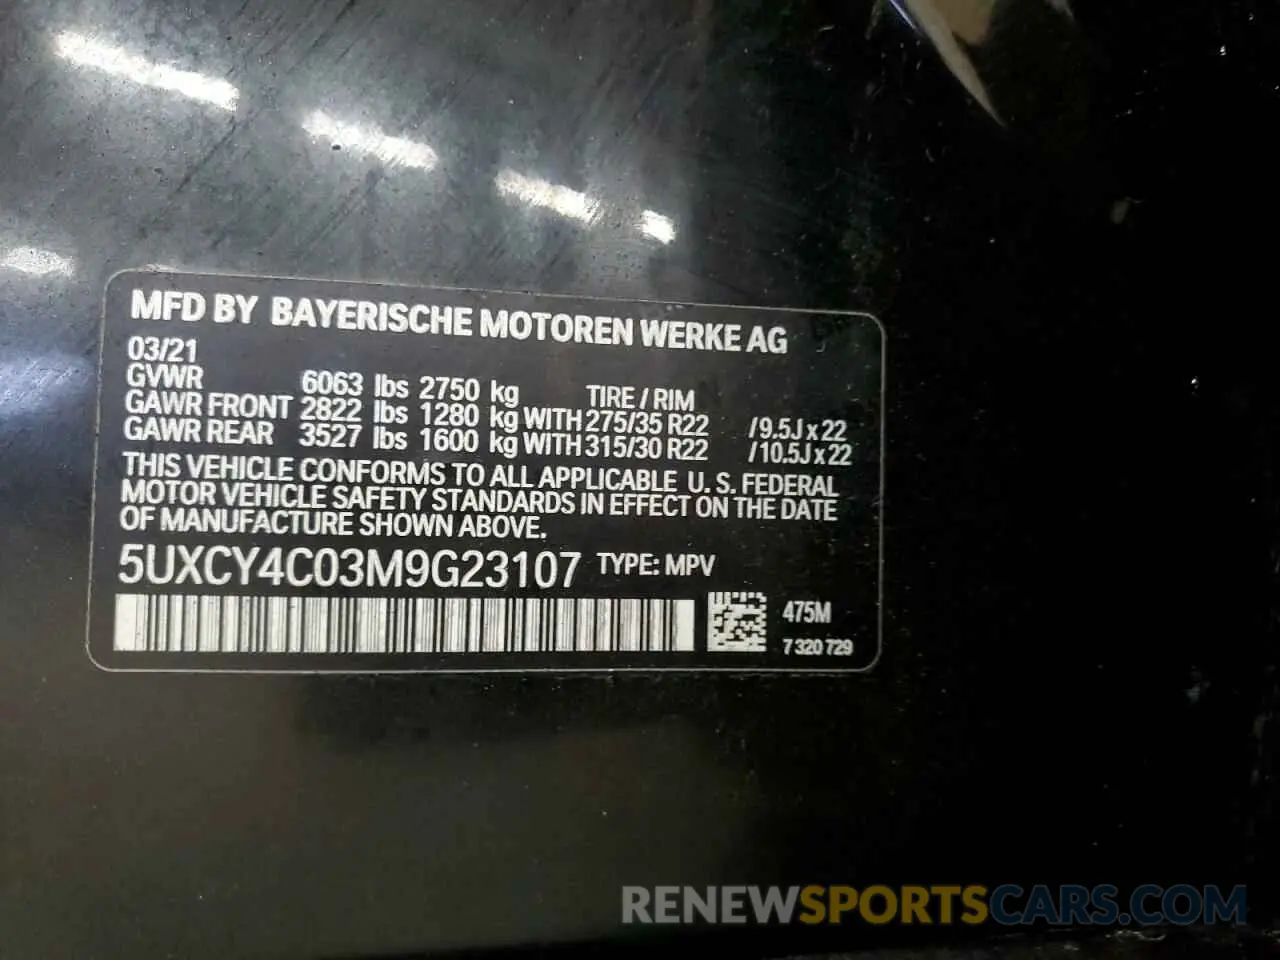 MFD BY BAYERISCHE MOTOREN WERKE AG
03/21
GVWR 6063 lbs 2750 kg TIRE / RIM
GAWR FRONT 2822 lbs 1280 kg WITH 275/35 R22 /9.5J x 22
GAWR REAR 3527 lbs 1600 kg WITH 315/30 R22 /10.5J x 22
THIS VEHICLE CONFORMS TO ALL APPLICABLE U. S. FEDERAL
MOTOR VEHICLE SAFETY STANDARDS IN EFFECT ON THE DATE
OF MANUFACTURE SHOWN ABOVE.
5UXCY4C03M9G23107 TYPE: MPV
475M
7 320 729
RENEWSPORTSCARS.COM